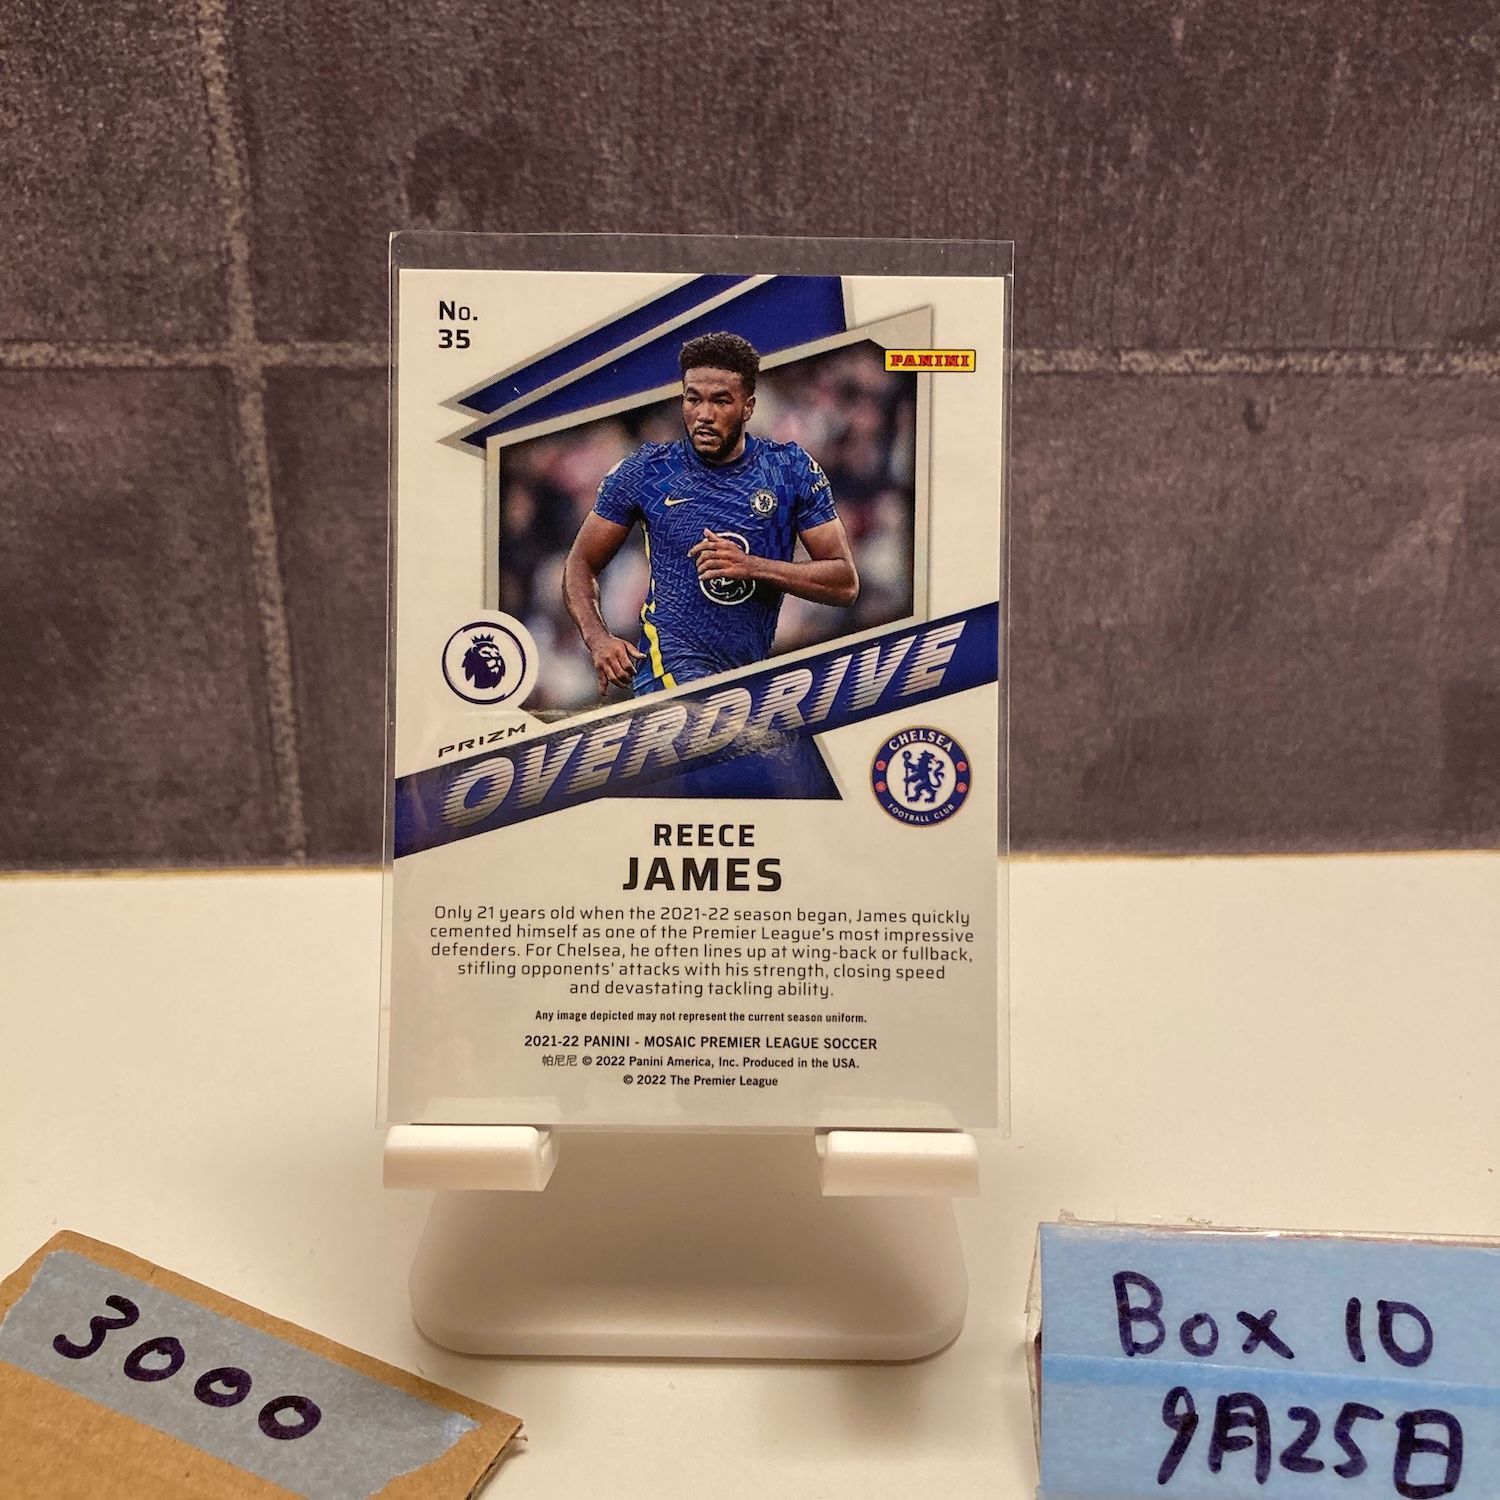 No.
35
PANINI
PRIZM
OVERDRIVE
CHELSEA
FOOTBALL CLUB
REECE
JAMES
Only 21 years old when the 2021-22 season began, James quickly
cemented himself as one of the Premier League's most impressive
defenders. For Chelsea, he often lines up at wing-back or fullback,
stifling opponents' attacks with his strength, closing speed
and devastating tackling ability.
Any image depicted may not represent the current season uniform.
2021-22 PANINI - MOSAIC PREMIER LEAGUE SOCCER
帕尼尼 © 2022 Panini America, Inc. Produced in the USA.
© 2022 The Premier League
3000
Box 10
9月25日